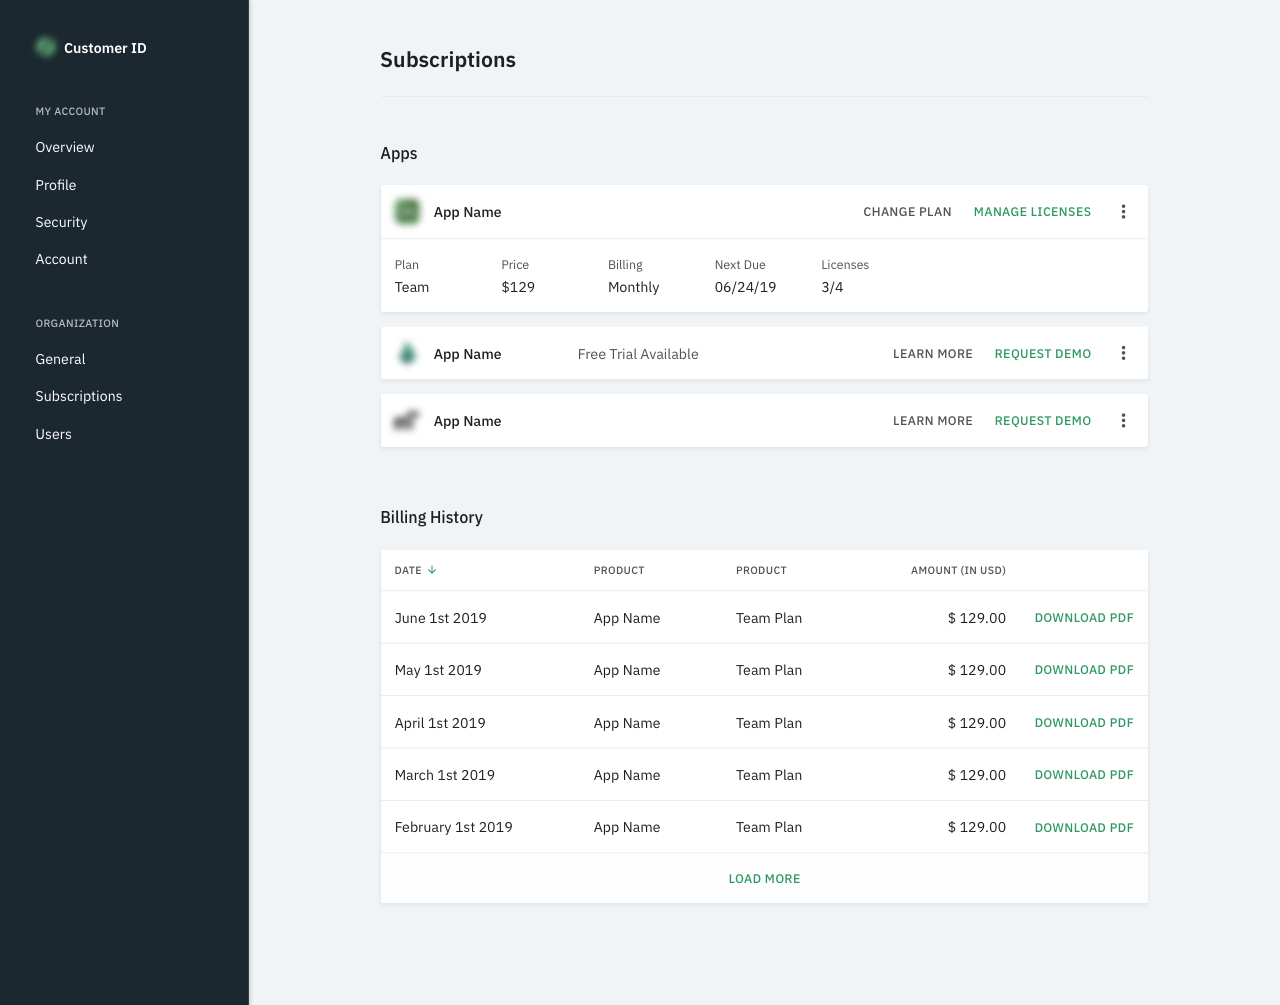 Customer ID
MY ACCOUNT
Overview
Profile
Security
Account
ORGANIZATION
General
Subscriptions
Users
Subscriptions
Apps
App Name CHANGE PLAN MANAGE LICENSES
Plan Price Billing Next Due Licenses
Team $129 Monthly 06/24/19 3/4
App Name Free Trial Available LEARN MORE REQUEST DEMO
App Name LEARN MORE REQUEST DEMO
Billing History
DATE PRODUCT PRODUCT AMOUNT (IN USD)
June 1st 2019 App Name Team Plan $ 129.00 DOWNLOAD PDF
May 1st 2019 App Name Team Plan $ 129.00 DOWNLOAD PDF
April 1st 2019 App Name Team Plan $ 129.00 DOWNLOAD PDF
March 1st 2019 App Name Team Plan $ 129.00 DOWNLOAD PDF
February 1st 2019 App Name Team Plan $ 129.00 DOWNLOAD PDF
LOAD MORE